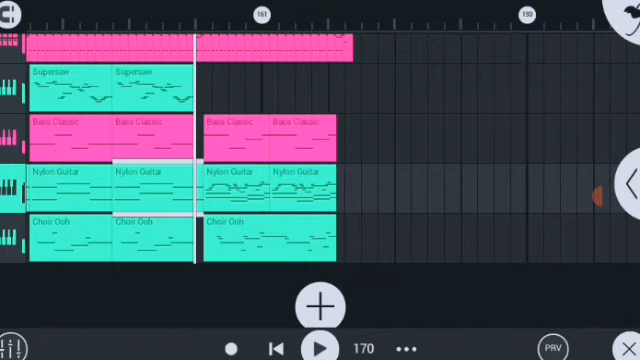 161
193
Supersaw Supersaw
Bass Classic Bass Classic Bass Classic Bass Classic
Nylon Guitar Nylon Guitar Nylon Guitar Nylon Guitar
Choir Ooh Choir Ooh Choir Ooh
170
PRV